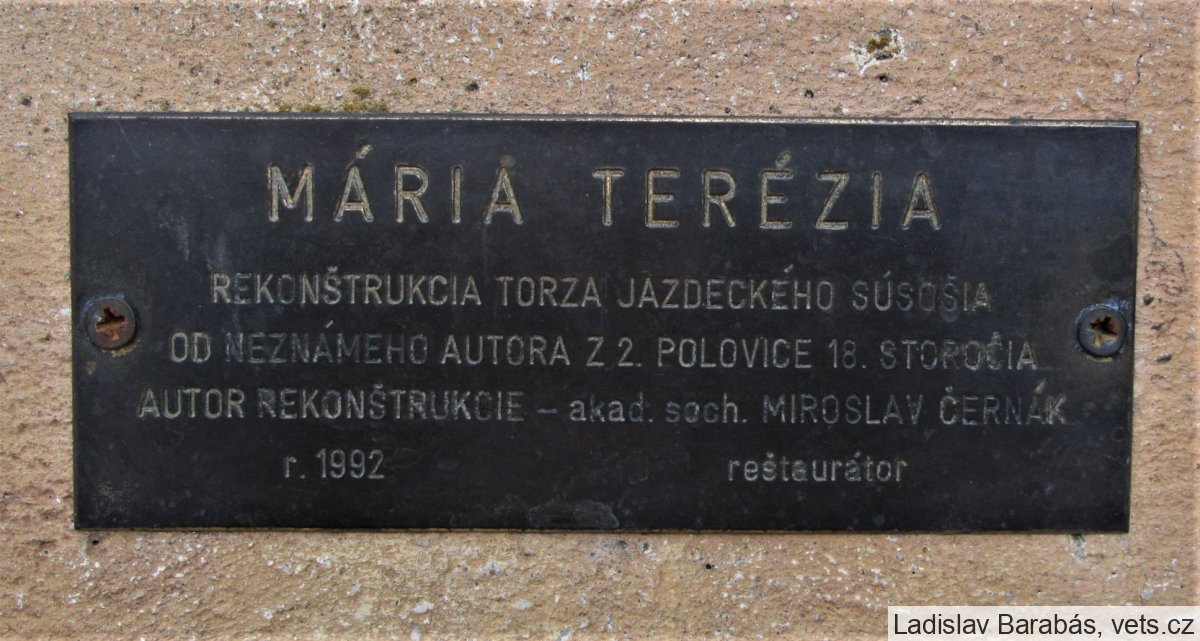 MÁRIA TERÉZIA
REKONŠTRUKCIA TORZA JAZDECKÉHO SÚSOŠIA
OD NEZNÁMEHO AUTORA Z 2. POLOVICE 18. STOROČIA
AUTOR REKONŠTRUKCIE – akad. soch. MIROSLAV ČERNÁK
r. 1992 reštaurátor
Ladislav Barabás, vets.cz